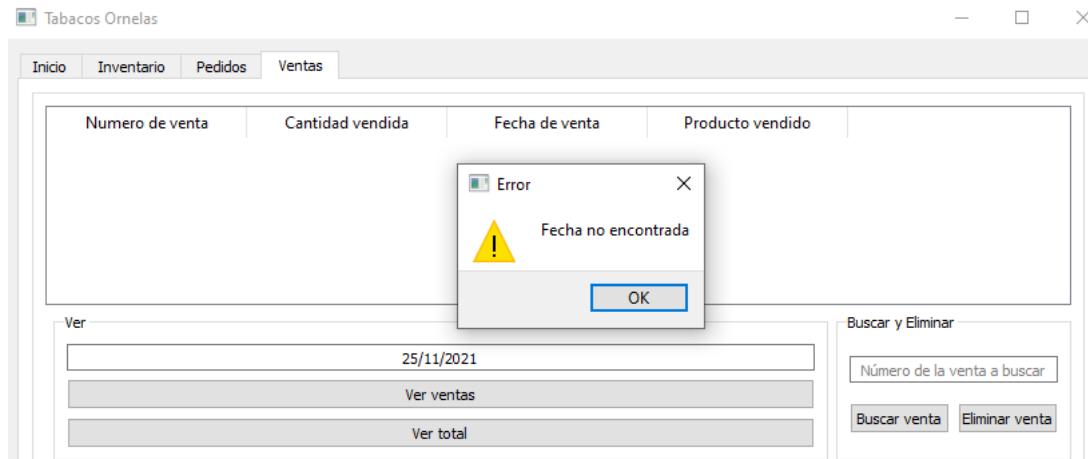 Tabacos Ornelas
Inicio Inventario Pedidos Ventas
Numero de venta Cantidad vendida Fecha de venta Producto vendido
Error
Fecha no encontrada
OK
Ver
25/11/2021
Ver ventas
Ver total
Buscar y Eliminar
Número de la venta a buscar
Buscar venta Eliminar venta